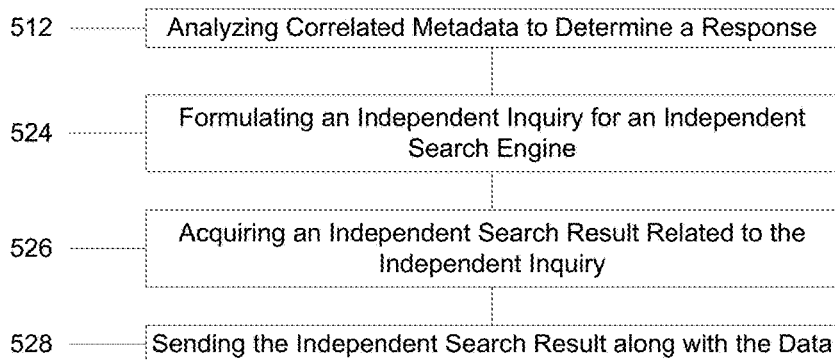 512 Analyzing Correlated Metadata to Determine a Response
524 Formulating an Independent Inquiry for an Independent
Search Engine
526 Acquiring an Independent Search Result Related to the
Independent Inquiry
528 Sending the Independent Search Result along with the Data